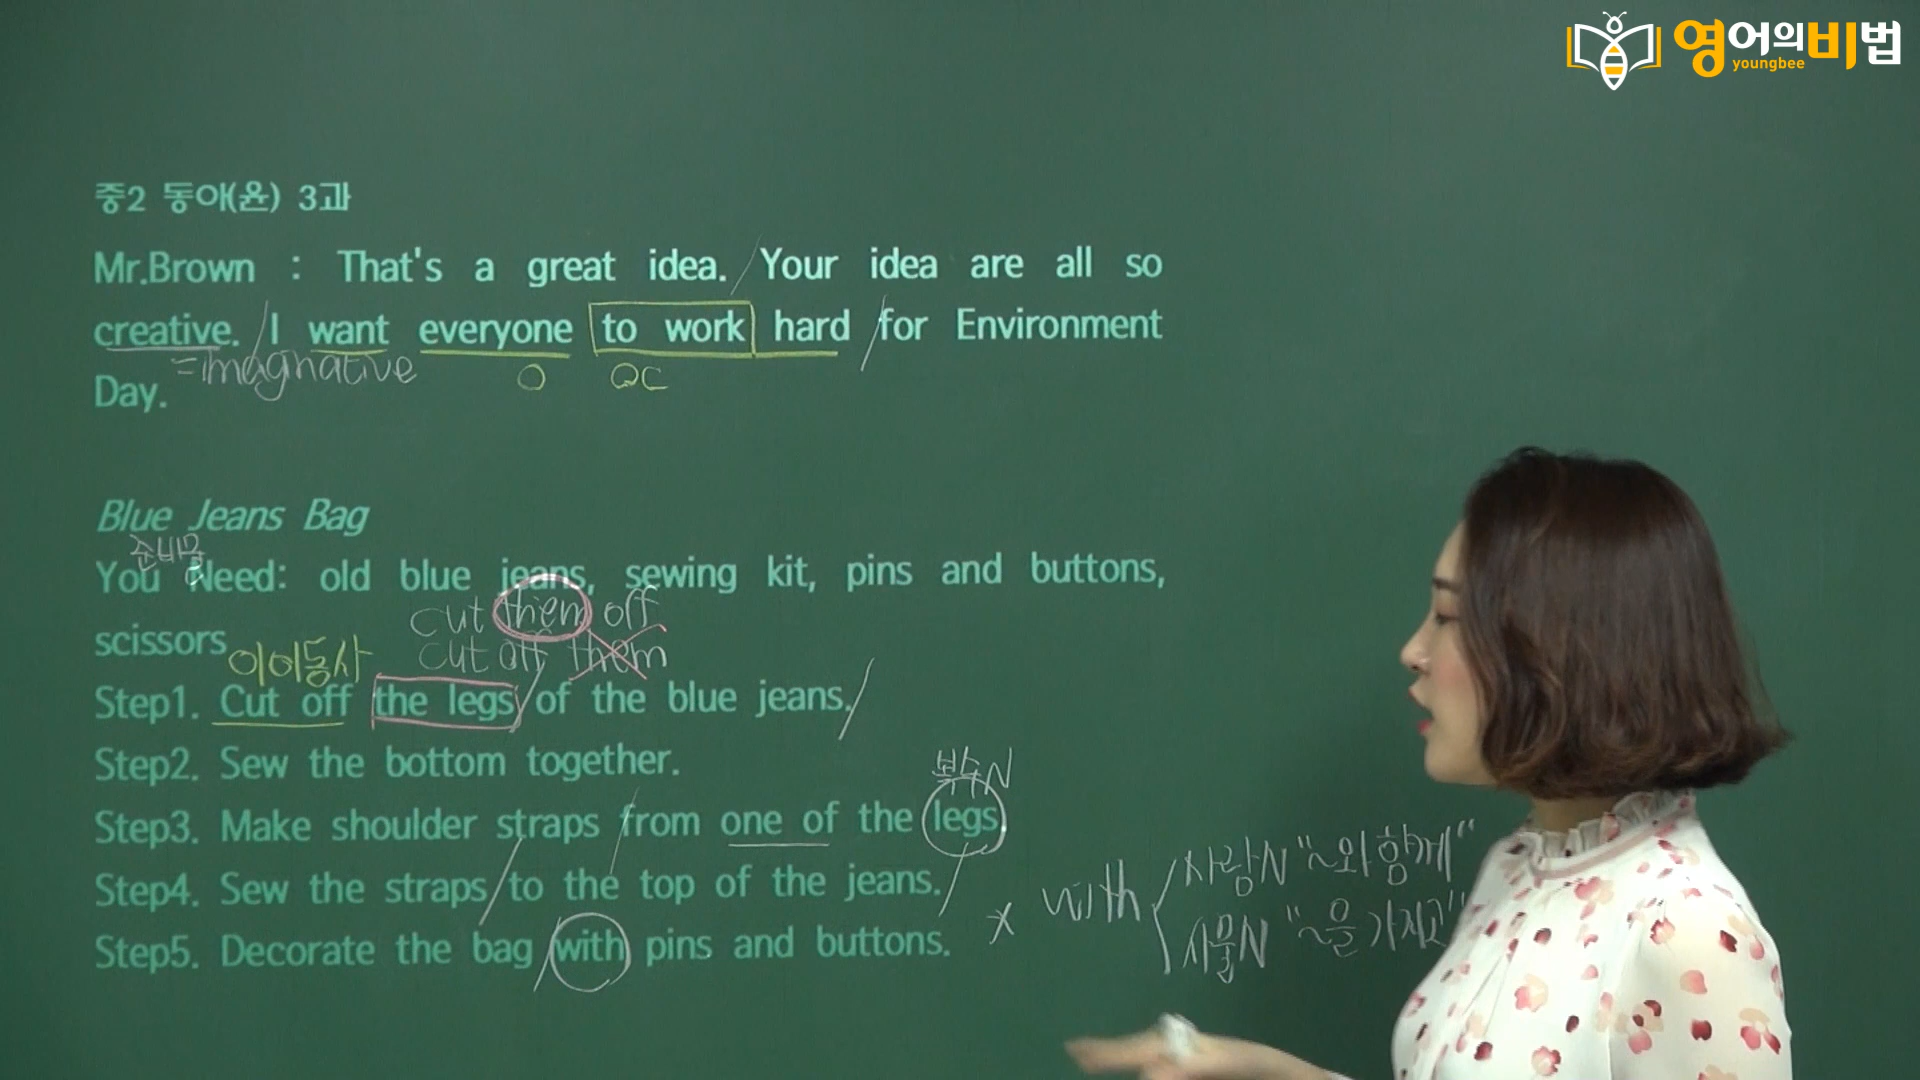 영어의비법
youngbee
중2 동아(윤) 3과
Mr.Brown : That's a great idea. Your idea are all so
creative. I want everyone to work hard for Environment
=imaginative O OC
Day.
Blue Jeans Bag
준비물
You Need: old blue jeans, sewing kit, pins and buttons,
cut them off
scissors
cut off them
이어동사
Step1. Cut off the legs of the blue jeans.
Step2. Sew the bottom together.
복수N
Step3. Make shoulder straps from one of the legs.
Step4. Sew the straps to the top of the jeans.
Step5. Decorate the bag with pins and buttons.
사람N "~와 함께"
* with
사물N "~을 가지고"